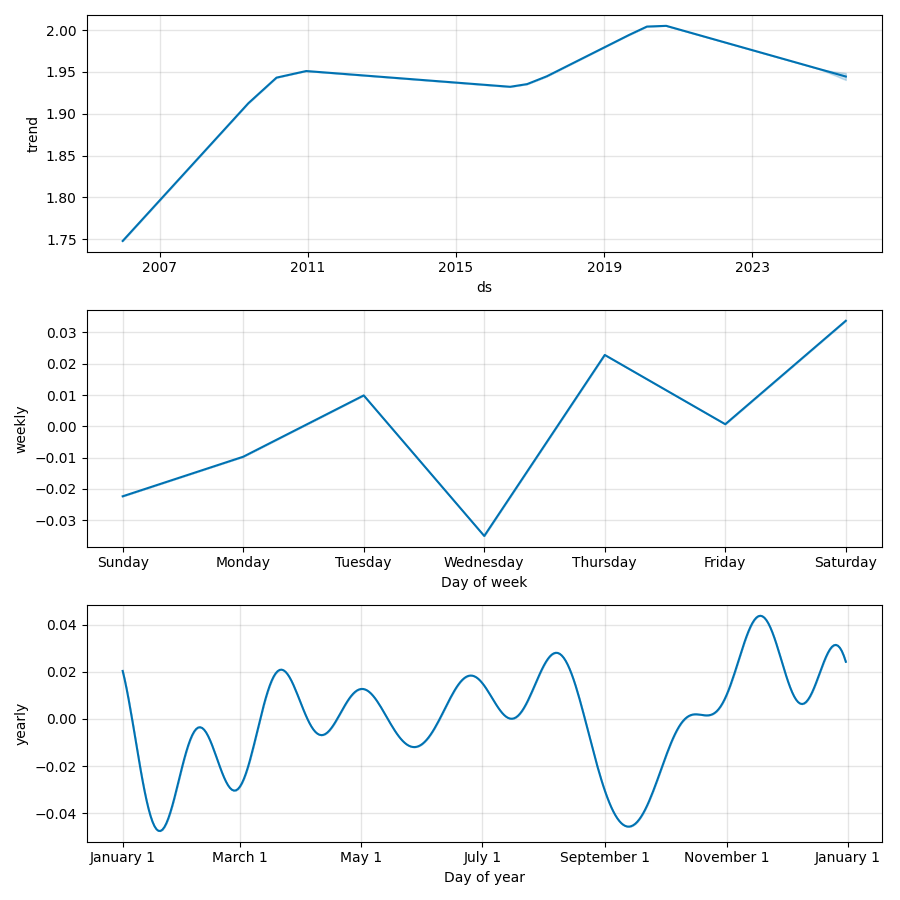 2.00
1.95
1.90
1.85
1.80
1.75
trend
2007 2011 2015 2019 2023
ds
0.03
0.02
0.01
0.00
−0.01
−0.02
−0.03
weekly
Sunday Monday Tuesday Wednesday Thursday Friday Saturday
Day of week
0.04
0.02
0.00
−0.02
−0.04
yearly
January 1 March 1 May 1 July 1 September 1 November 1 January 1
Day of year